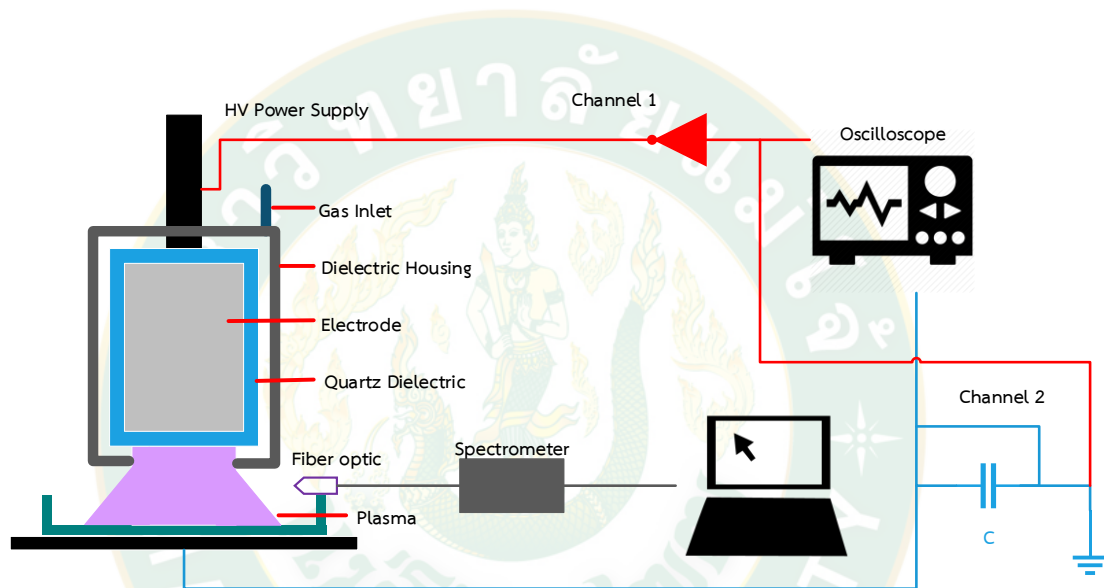 Channel 1
HV Power Supply
Oscilloscope
Gas Inlet
Dielectric Housing
Electrode
Quartz Dielectric
Channel 2
Spectrometer
Fiber optic
Plasma
C